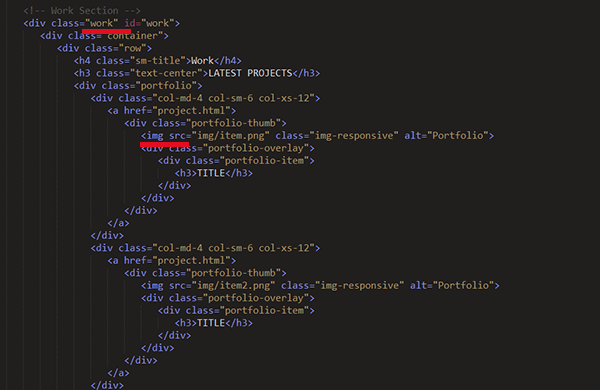 <!-- Work Section -->
<div class="work" id="work">
<div class="container">
<div class="row">
<h4 class="sm-title">Work</h4>
<h3 class="text-center">LATEST PROJECTS</h3>
<div class="portfolio">
<div class="col-md-4 col-sm-6 col-xs-12">
<a href="project.html">
<div class="portfolio-thumb">
<img src="img/item.png" class="img-responsive" alt="Portfolio">
<div class="portfolio-overlay">
<div class="portfolio-item">
<h3>TITLE</h3>
</div>
</div>
</div>
</a>
</div>
<div class="col-md-4 col-sm-6 col-xs-12">
<a href="project.html">
<div class="portfolio-thumb">
<img src="img/item2.png" class="img-responsive" alt="Portfolio">
<div class="portfolio-overlay">
<div class="portfolio-item">
<h3>TITLE</h3>
</div>
</div>
</div>
</a>
</div>